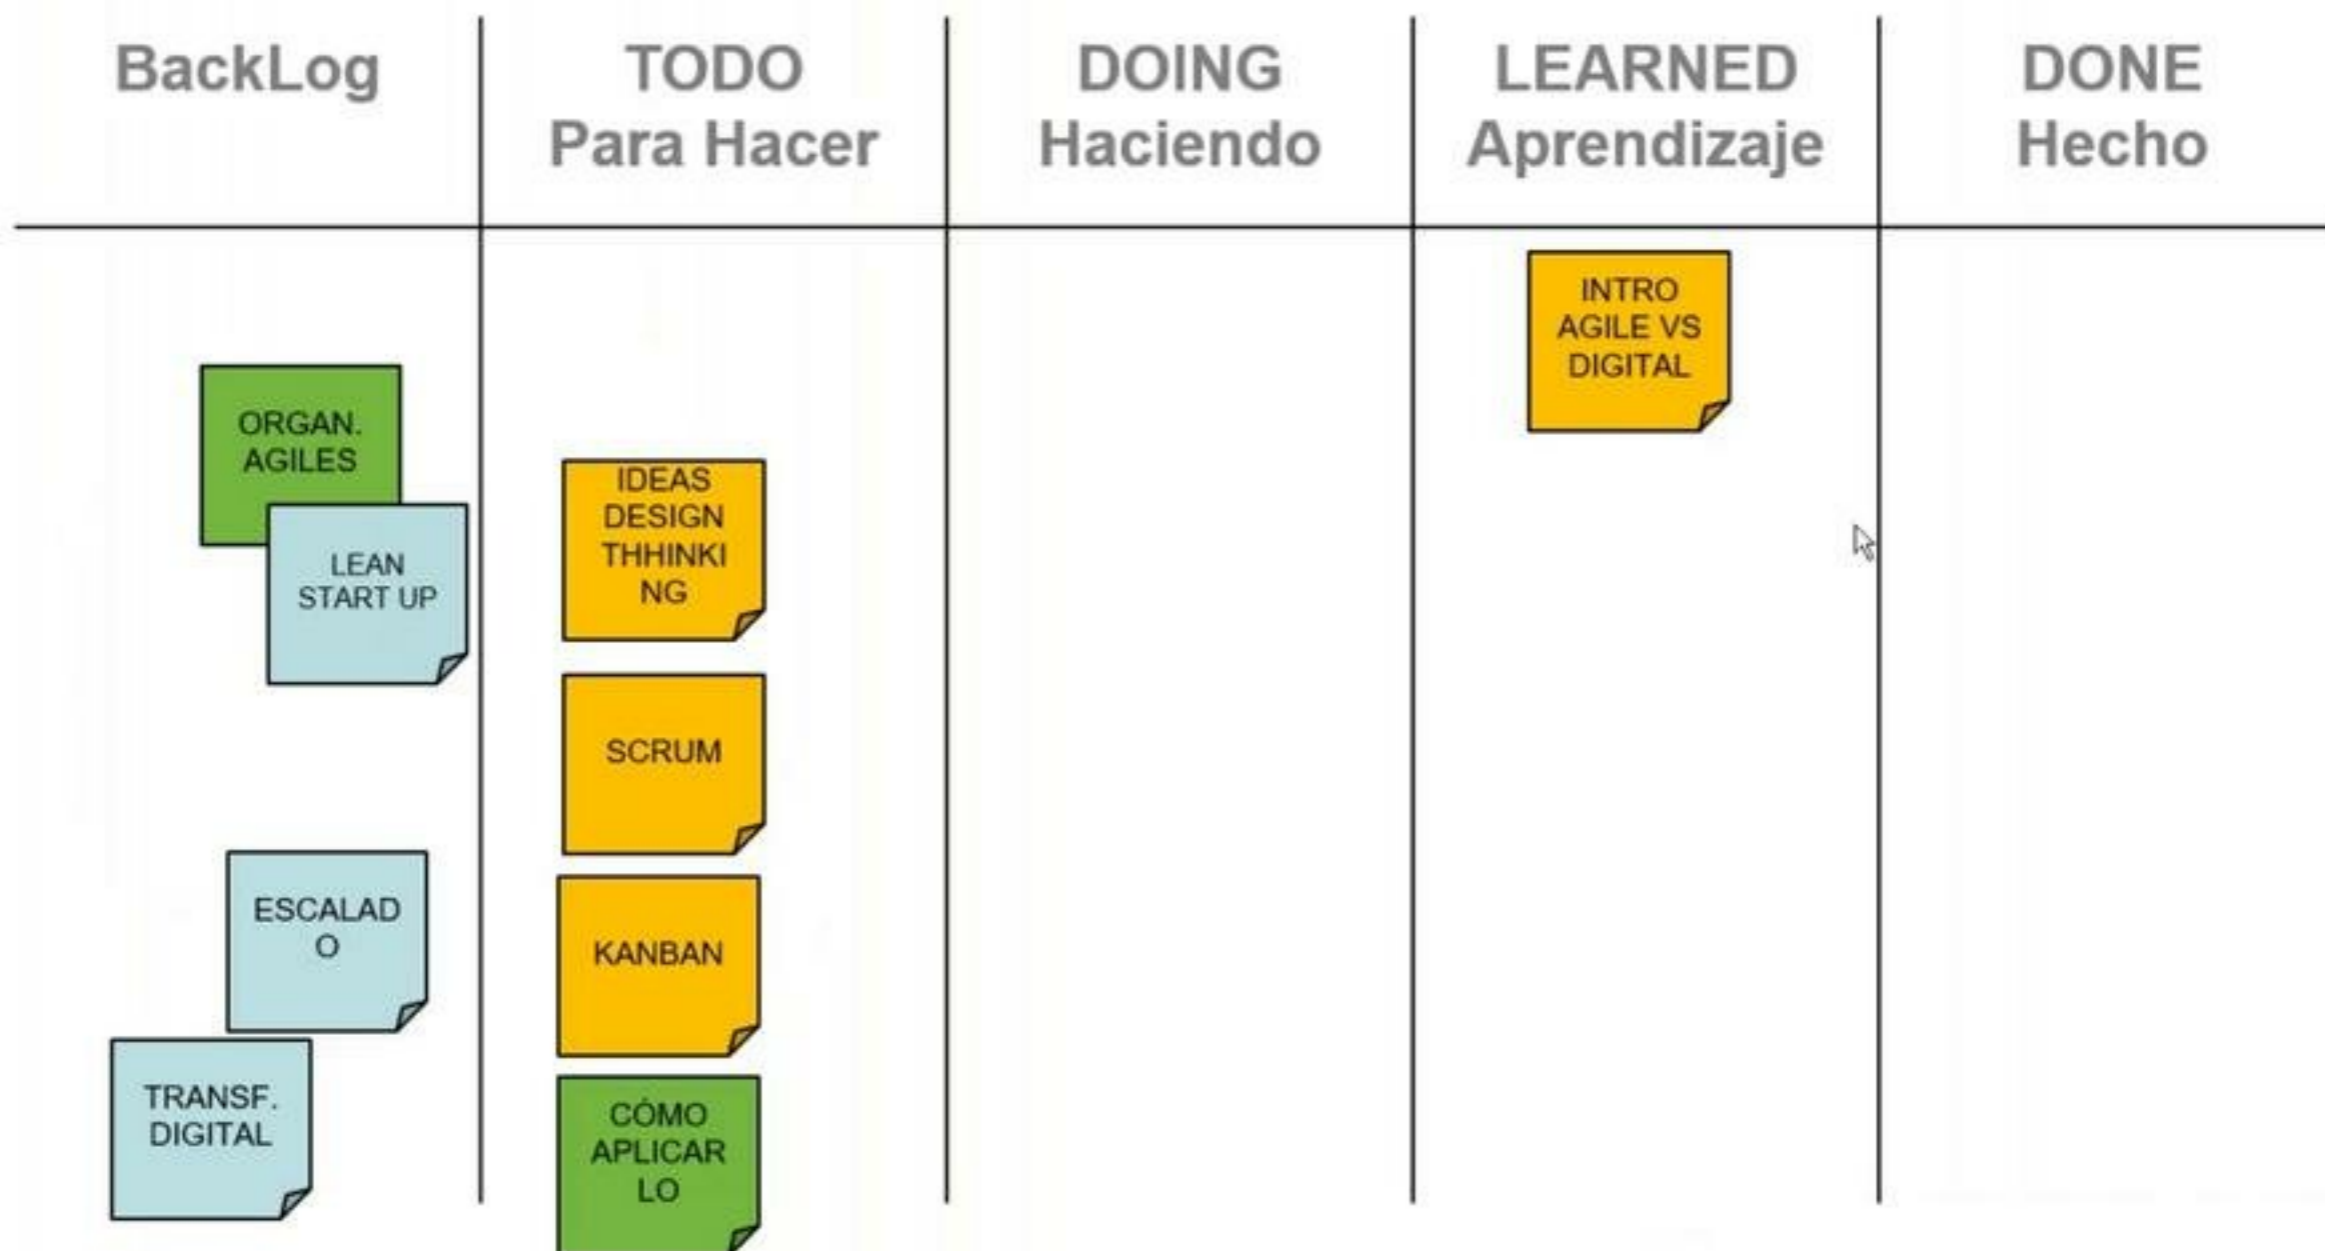 BackLog
TODO
Para Hacer
DOING
Haciendo
LEARNED
Aprendizaje
DONE
Hecho
ORGAN.
AGILES
LEAN
START UP
ESCALAD
O
TRANSF.
DIGITAL
IDEAS
DESIGN
THHINKI
NG
SCRUM
KANBAN
CÓMO
APLICAR
LO
INTRO
AGILE VS
DIGITAL